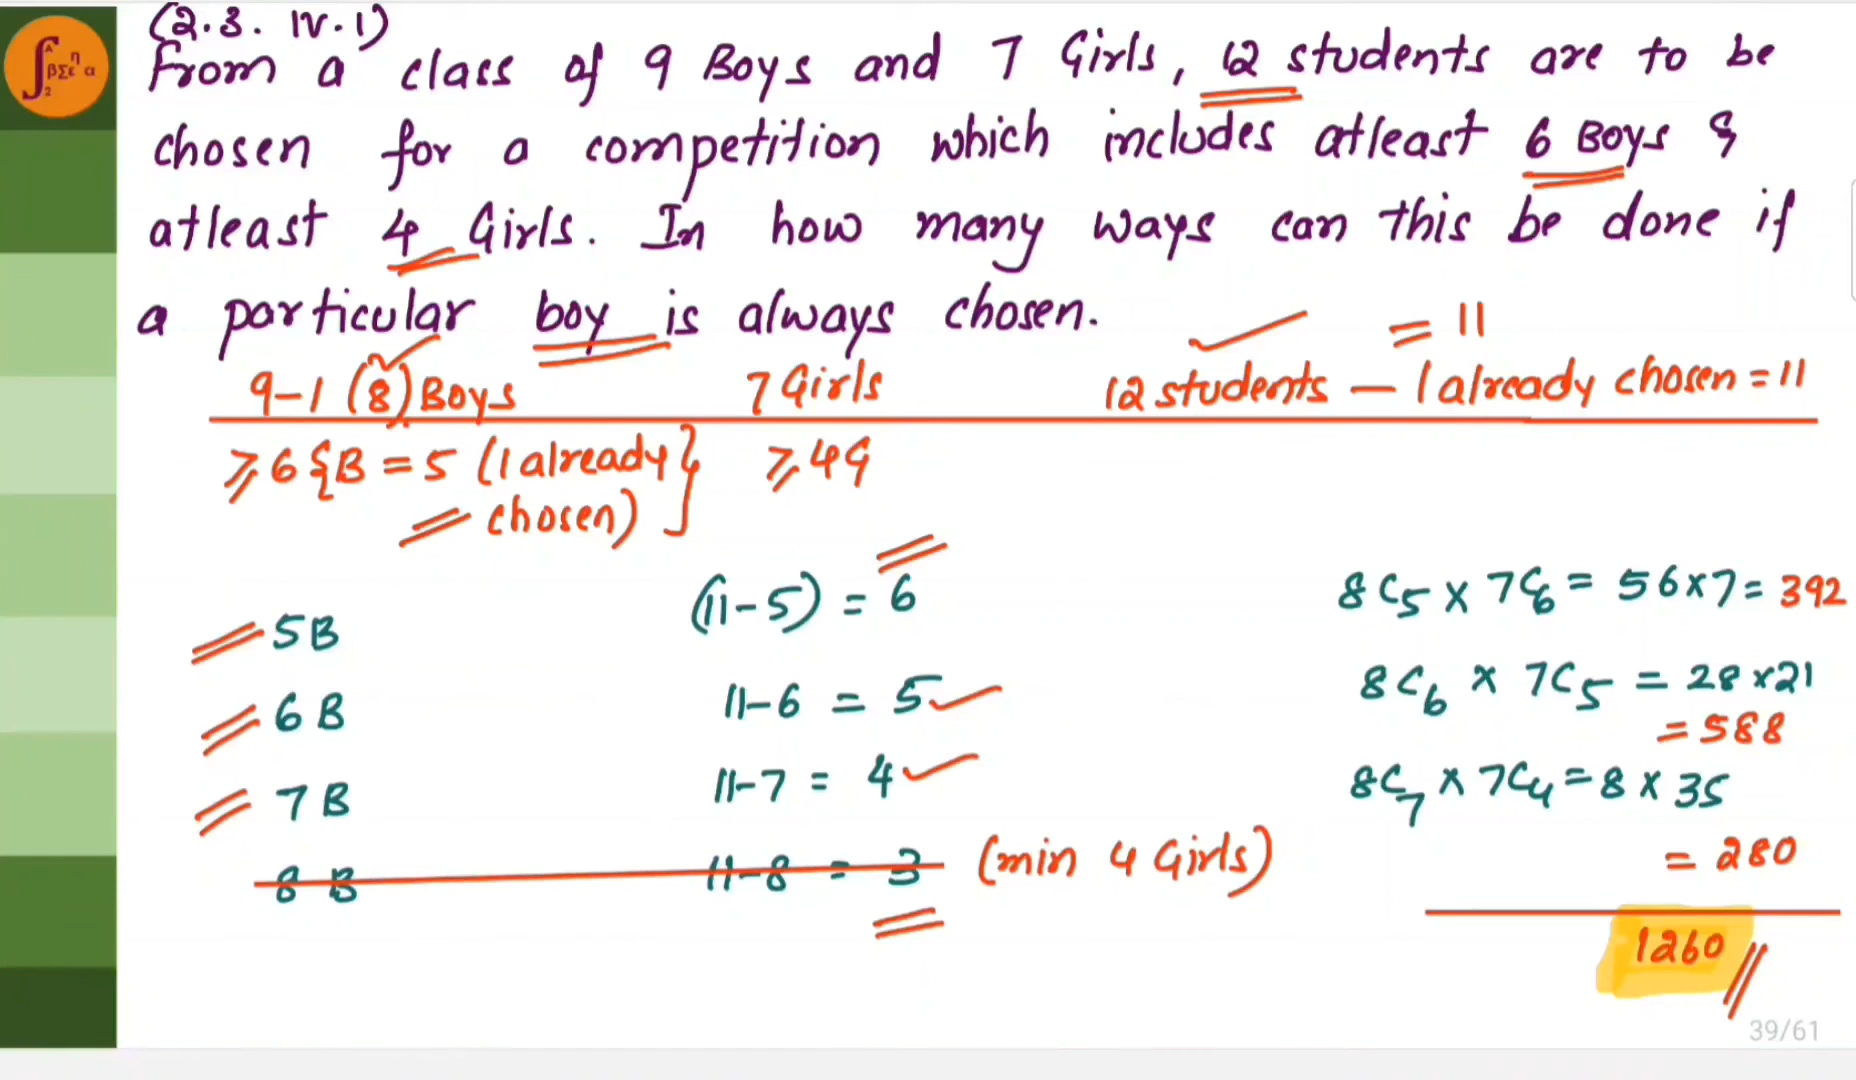 (2.3. IV.1)
from a class of 9 Boys and 7 Girls, 12 students are to be
chosen for a competition which includes atleast 6 Boys &
atleast 4 Girls. In how many ways can this be done if
a particular boy is always chosen.
= 11
9-1 (8) Boys 7 Girls 12 students — 1 already chosen = 11
≥6 {B = 5 (1 already } ≥4G
chosen)
5B (11-5) = 6 8C5 x 7C6 = 56x7 = 392
6B 11-6 = 5 8C6 x 7C5 = 28x21
= 588
7B 11-7 = 4 8C7 x 7C4 = 8 x 35
8B 11-8 = 3 (min 4 Girls) = 280
1260
39/61